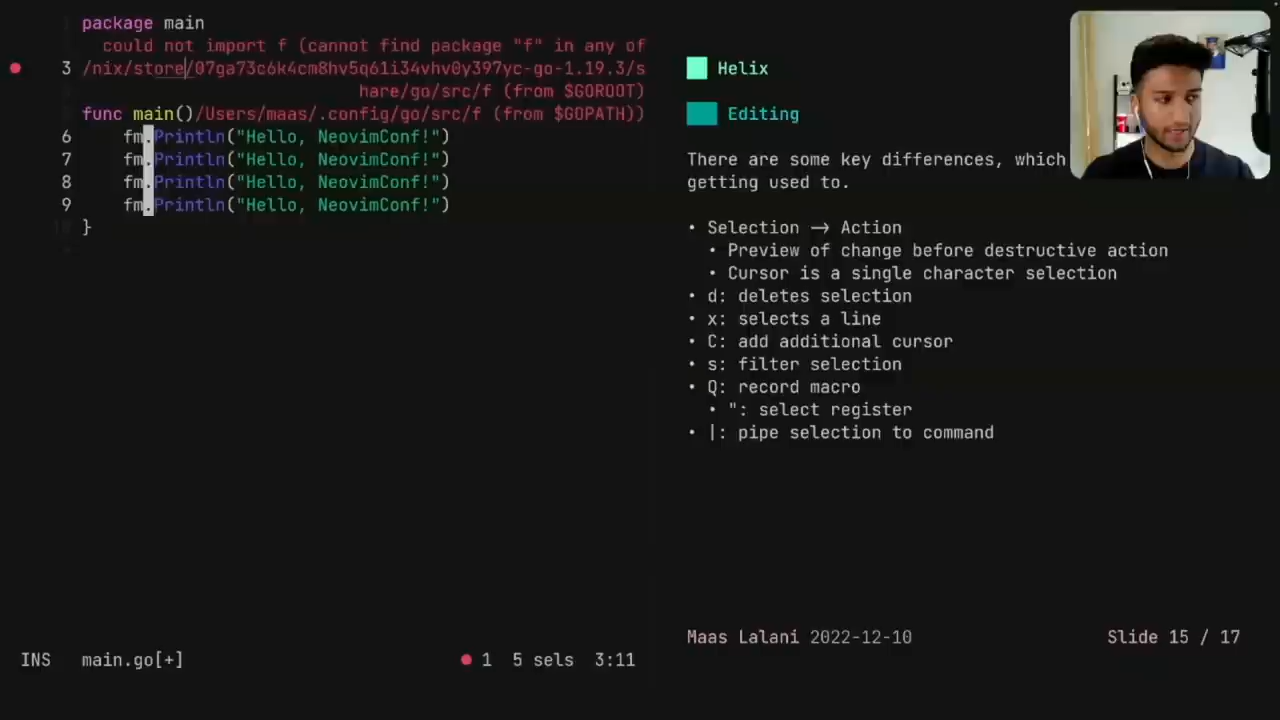 package main
could not import f (cannot find package "f" in any of
3 /nix/store/07ga73c6k4cm8hv5q61i34vhv0y397yc-go-1.19.3/s
hare/go/src/f (from $GOROOT)
func main()/Users/maas/.config/go/src/f (from $GOPATH))
6 fm.Println("Hello, NeovimConf!")
7 fm.Println("Hello, NeovimConf!")
8 fm.Println("Hello, NeovimConf!")
9 fm.Println("Hello, NeovimConf!")
}
INS main.go[+] ● 1 5 sels 3:11
Helix
Editing
There are some key differences, which
getting used to.
• Selection → Action
• Preview of change before destructive action
• Cursor is a single character selection
• d: deletes selection
• x: selects a line
• C: add additional cursor
• s: filter selection
• Q: record macro
• ": select register
• |: pipe selection to command
Maas Lalani 2022-12-10 Slide 15 / 17